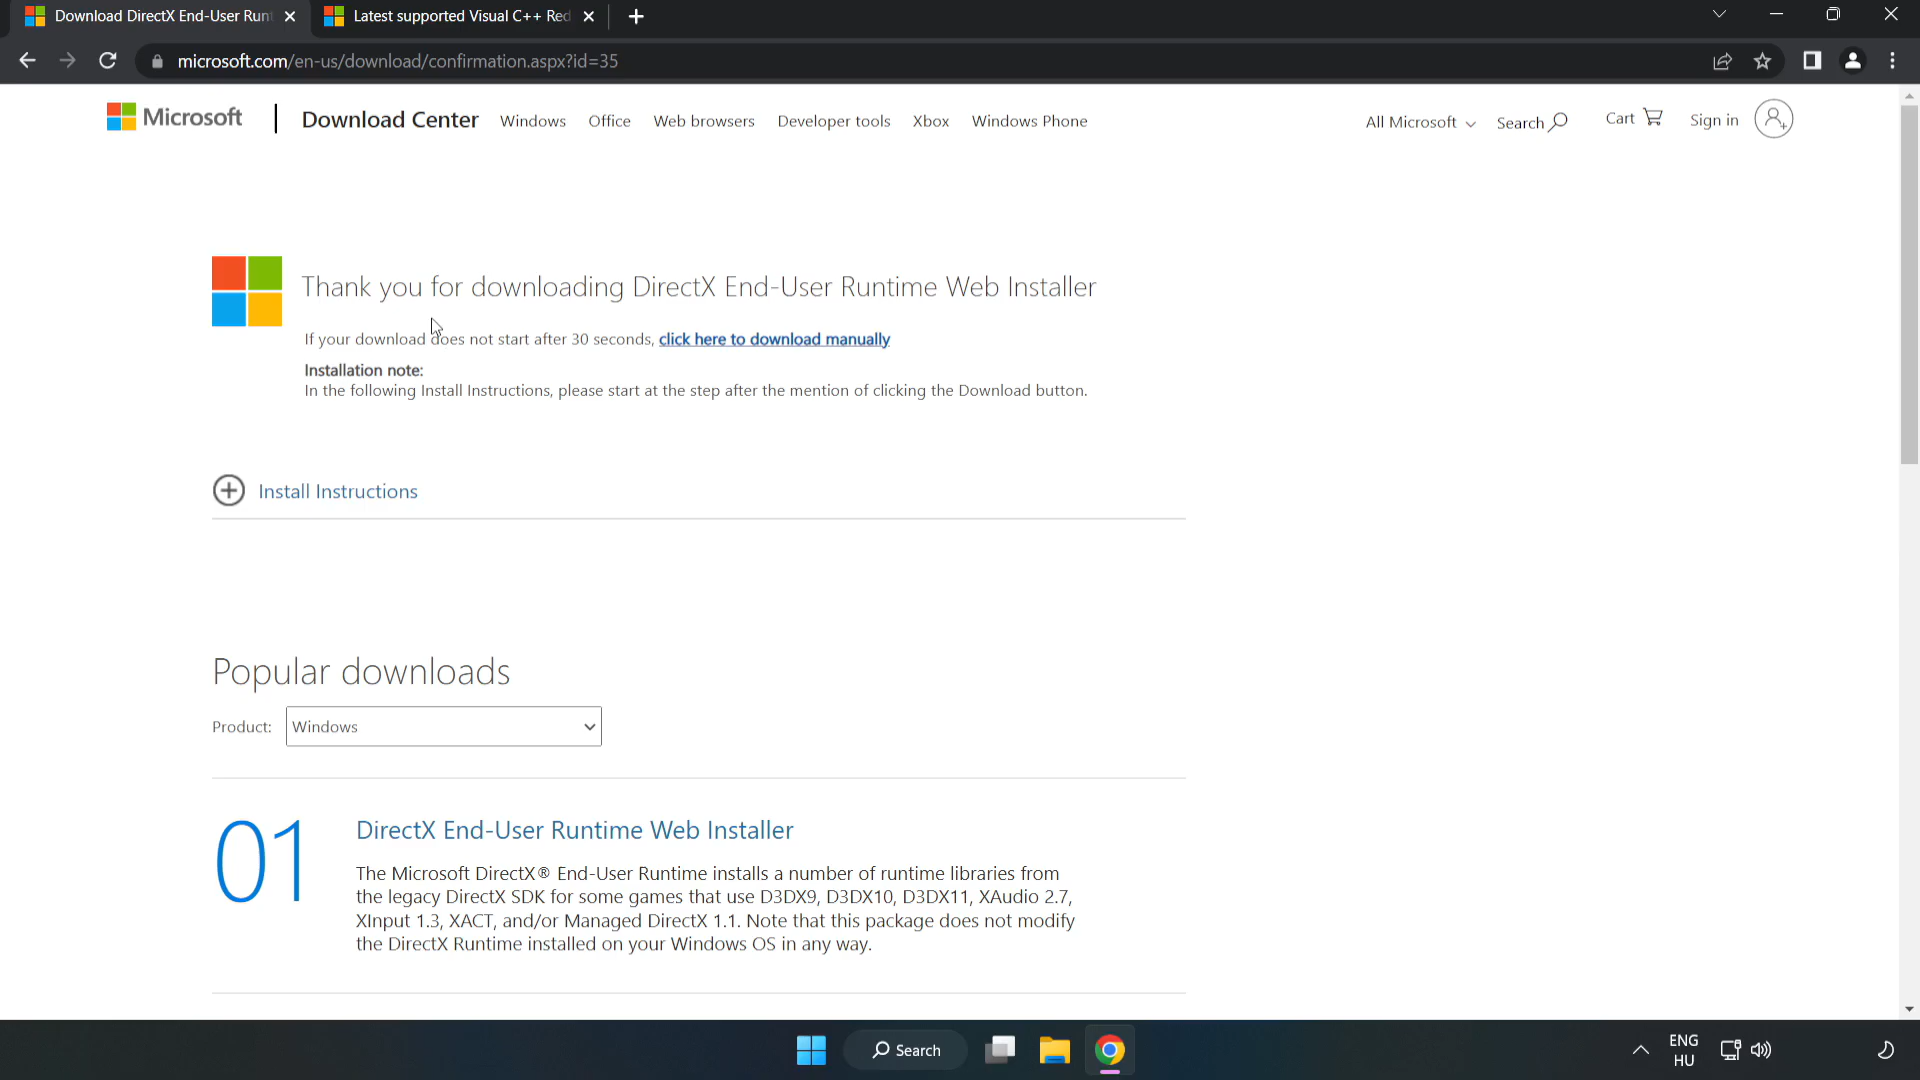 Download DirectX End-User Runt
Latest supported Visual C++ Red
microsoft.com/en-us/download/confirmation.aspx?id=35
Microsoft
Download Center
Windows
Office
Web browsers
Developer tools
Xbox
Windows Phone
All Microsoft
Search
Cart
Sign in
Thank you for downloading DirectX End-User Runtime Web Installer
If your download does not start after 30 seconds, click here to download manually
Installation note:
In the following Install Instructions, please start at the step after the mention of clicking the Download button.
Install Instructions
Popular downloads
Product:
Windows
01
DirectX End-User Runtime Web Installer
The Microsoft DirectX® End-User Runtime installs a number of runtime libraries from
the legacy DirectX SDK for some games that use D3DX9, D3DX10, D3DX11, XAudio 2.7,
XInput 1.3, XACT, and/or Managed DirectX 1.1. Note that this package does not modify
the DirectX Runtime installed on your Windows OS in any way.
Search
ENG
HU